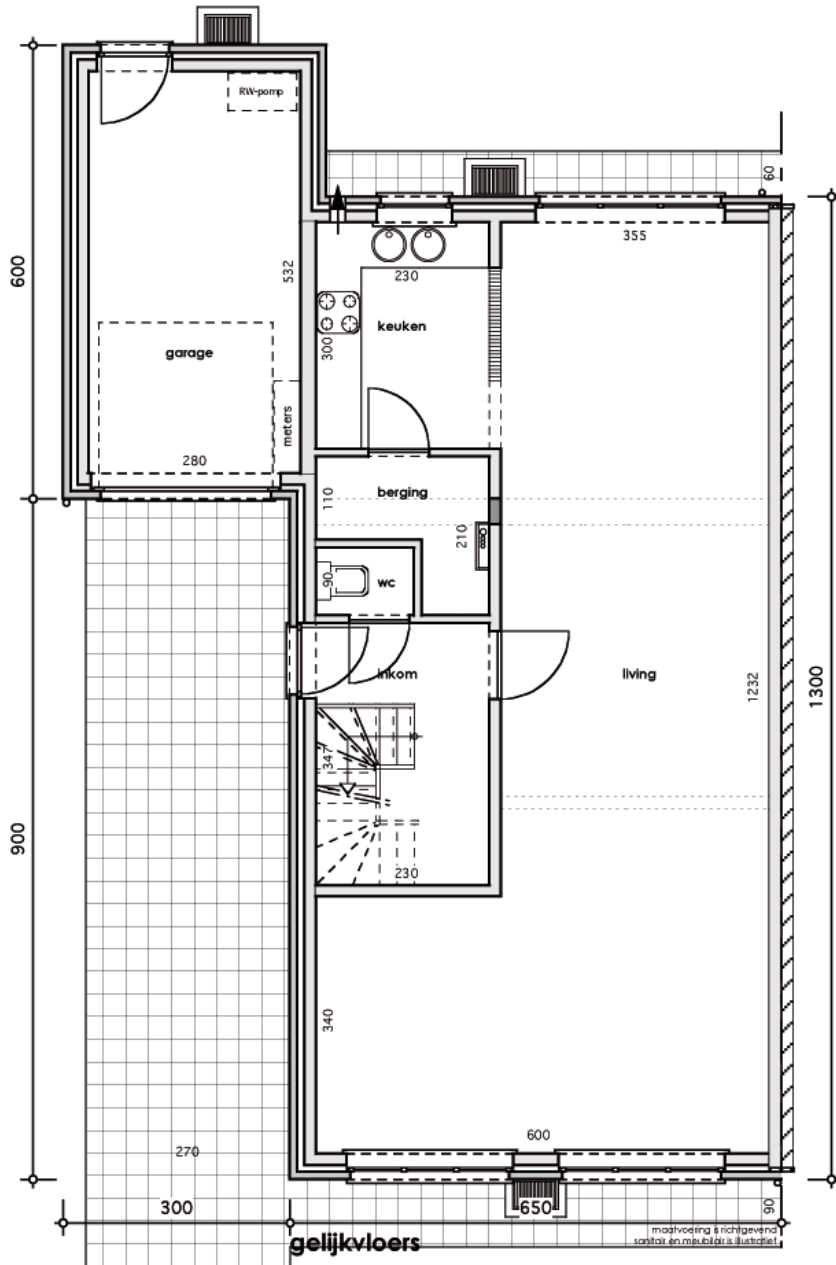 RW-pomp
60
355
532
230
600
keuken
300
garage
meters
280
berging
110
210
90
wc
inkom
living
1232
1300
347
900
230
340
600
270
300
650
90
gelijkvloers
maatvoering is richtgevend
sanitair en meubilair is illustratief